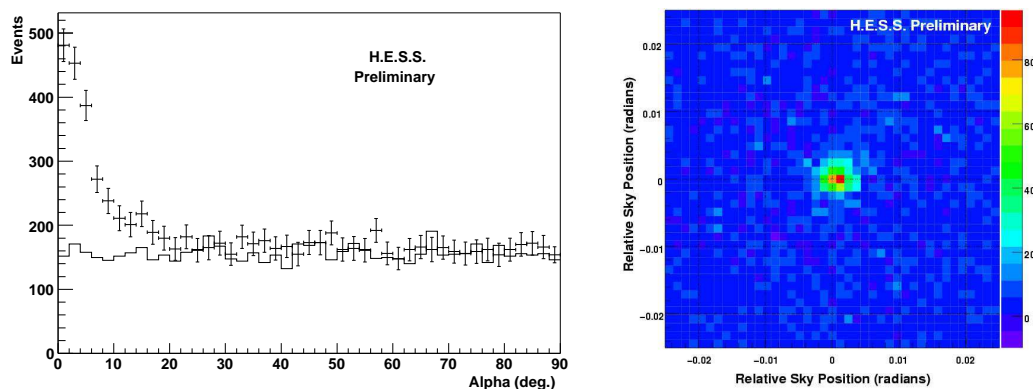 Events
500
400
300
200
100
0
0 10 20 30 40 50 60 70 80 90
Alpha (deg.)
H.E.S.S.
Preliminary
H.E.S.S. Preliminary
Relative Sky Position (radians)
0.02
0.01
0
-0.01
-0.02
-0.02 -0.01 0 0.01 0.02
Relative Sky Position (radians)
80
60
40
20
0